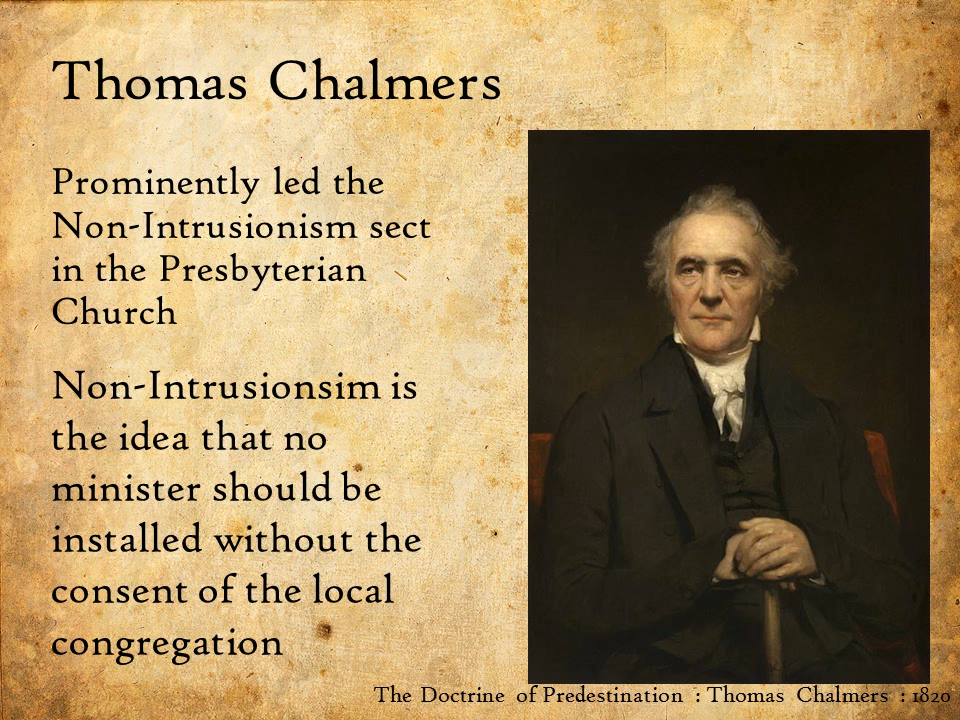 Thomas Chalmers
Prominently led the
Non-Intrusionism sect
in the Presbyterian
Church
Non-Intrusionsim is
the idea that no
minister should be
installed without the
consent of the local
congregation
The Doctrine of Predestination : Thomas Chalmers : 1820